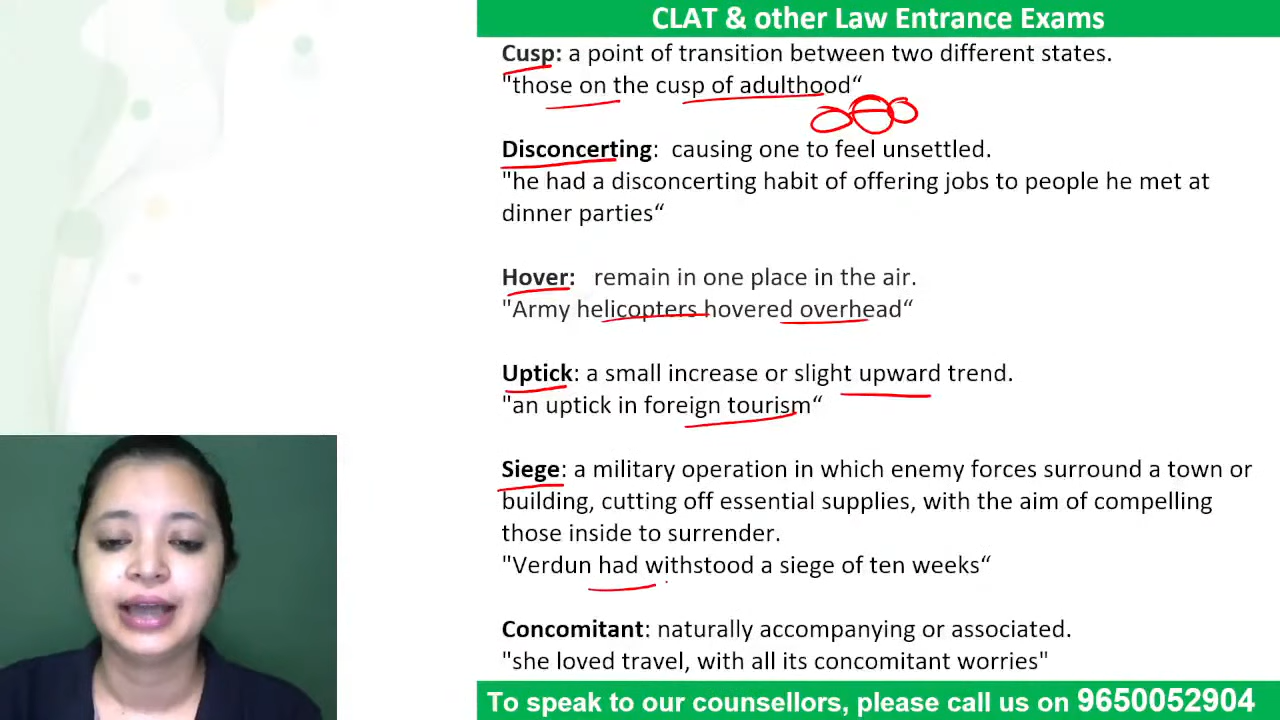 CLAT & other Law Entrance Exams
Cusp: a point of transition between two different states.
"those on the cusp of adulthood“
Disconcerting:  causing one to feel unsettled.
"he had a disconcerting habit of offering jobs to people he met at
dinner parties“
Hover:   remain in one place in the air.
"Army helicopters hovered overhead“
Uptick: a small increase or slight upward trend.
"an uptick in foreign tourism“
Siege: a military operation in which enemy forces surround a town or
building, cutting off essential supplies, with the aim of compelling
those inside to surrender.
"Verdun had withstood a siege of ten weeks“
Concomitant: naturally accompanying or associated.
"she loved travel, with all its concomitant worries"
To speak to our counsellors, please call us on 9650052904